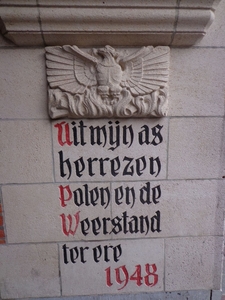 Uit mijn as
herrezen
Polen en de
Weerstand
ter ere
1948